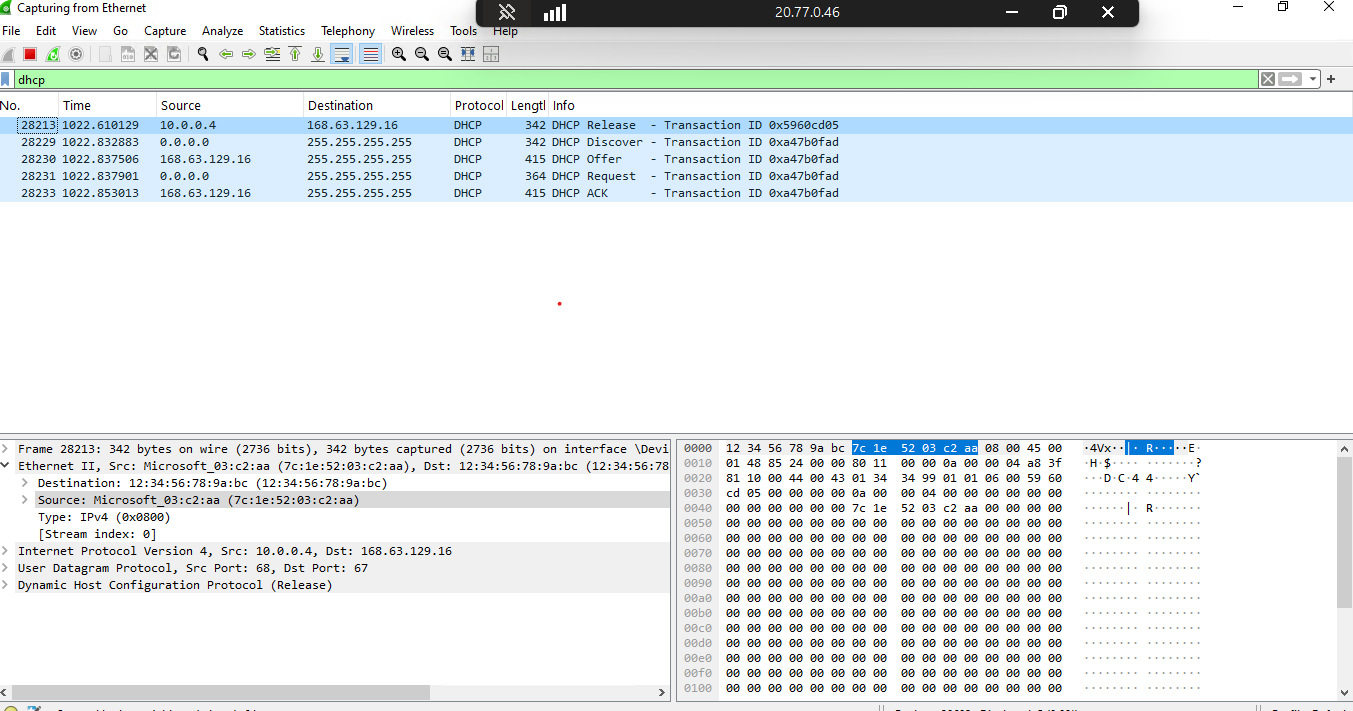 Capturing from Ethernet
20.77.0.46
File Edit View Go Capture Analyze Statistics Telephony Wireless Tools Help
dhcp
No. Time Source Destination Protocol Lengtl Info
28213 1022.610129 10.0.0.4 168.63.129.16 DHCP 342 DHCP Release - Transaction ID 0x5960cd05
28229 1022.832883 0.0.0.0 255.255.255.255 DHCP 342 DHCP Discover - Transaction ID 0xa47b0fad
28230 1022.837506 168.63.129.16 255.255.255.255 DHCP 415 DHCP Offer - Transaction ID 0xa47b0fad
28231 1022.837901 0.0.0.0 255.255.255.255 DHCP 364 DHCP Request - Transaction ID 0xa47b0fad
28233 1022.853013 168.63.129.16 255.255.255.255 DHCP 415 DHCP ACK - Transaction ID 0xa47b0fad
Frame 28213: 342 bytes on wire (2736 bits), 342 bytes captured (2736 bits) on interface \Devi
Ethernet II, Src: Microsoft_03:c2:aa (7c:1e:52:03:c2:aa), Dst: 12:34:56:78:9a:bc (12:34:56:78
Destination: 12:34:56:78:9a:bc (12:34:56:78:9a:bc)
Source: Microsoft_03:c2:aa (7c:1e:52:03:c2:aa)
Type: IPv4 (0x0800)
[Stream index: 0]
Internet Protocol Version 4, Src: 10.0.0.4, Dst: 168.63.129.16
User Datagram Protocol, Src Port: 68, Dst Port: 67
Dynamic Host Configuration Protocol (Release)
0000 12 34 56 78 9a bc 7c 1e 52 03 c2 aa 08 00 45 00 ·4Vx··|·R·····E·
0010 01 48 85 24 00 00 80 11 00 00 0a 00 00 04 a8 3f ·H·$···········?
0020 81 10 00 44 00 43 01 34 34 99 01 01 06 00 59 60 ···D·C·44·····Y`
0030 cd 05 00 00 00 00 0a 00 00 04 00 00 00 00 00 00 ················
0040 00 00 00 00 00 00 7c 1e 52 03 c2 aa 00 00 00 00 ······|·R·······
0050 00 00 00 00 00 00 00 00 00 00 00 00 00 00 00 00 ················
0060 00 00 00 00 00 00 00 00 00 00 00 00 00 00 00 00 ················
0070 00 00 00 00 00 00 00 00 00 00 00 00 00 00 00 00 ················
0080 00 00 00 00 00 00 00 00 00 00 00 00 00 00 00 00 ················
0090 00 00 00 00 00 00 00 00 00 00 00 00 00 00 00 00 ················
00a0 00 00 00 00 00 00 00 00 00 00 00 00 00 00 00 00 ················
00b0 00 00 00 00 00 00 00 00 00 00 00 00 00 00 00 00 ················
00c0 00 00 00 00 00 00 00 00 00 00 00 00 00 00 00 00 ················
00d0 00 00 00 00 00 00 00 00 00 00 00 00 00 00 00 00 ················
00e0 00 00 00 00 00 00 00 00 00 00 00 00 00 00 00 00 ················
00f0 00 00 00 00 00 00 00 00 00 00 00 00 00 00 00 00 ················
0100 00 00 00 00 00 00 00 00 00 00 00 00 00 00 00 00 ················